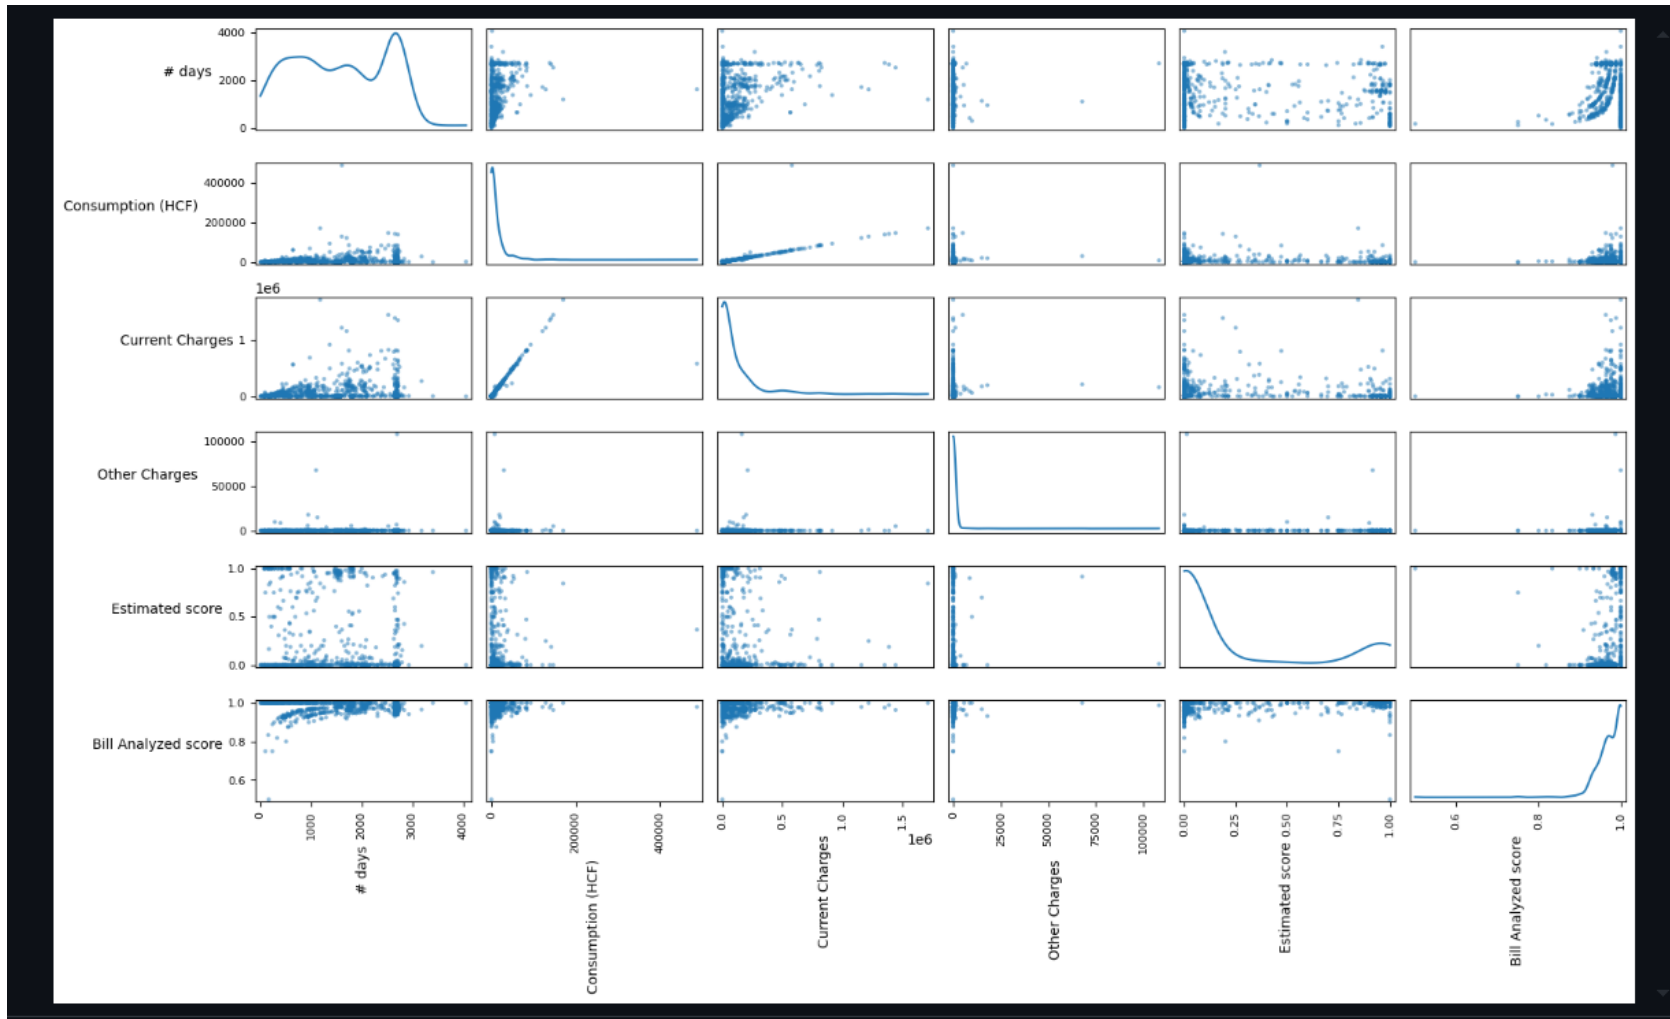 4000
# days
2000
0
400000
Consumption (HCF)
200000
0
1e6
Current Charges 1
0
100000
Other Charges
50000
0
1.0
Estimated score
0.5
0.0
1.0
Bill Analyzed score
0.8
0.6
0 1000 2000 3000 4000
# days
0 200000 400000
Consumption (HCF)
0.0 0.5 1.0 1.5
1e6
Current Charges
0 25000 50000 75000 100000
Other Charges
0.00 0.25 0.50 0.75 1.00
Estimated score
0.6 0.8 1.0
Bill Analyzed score